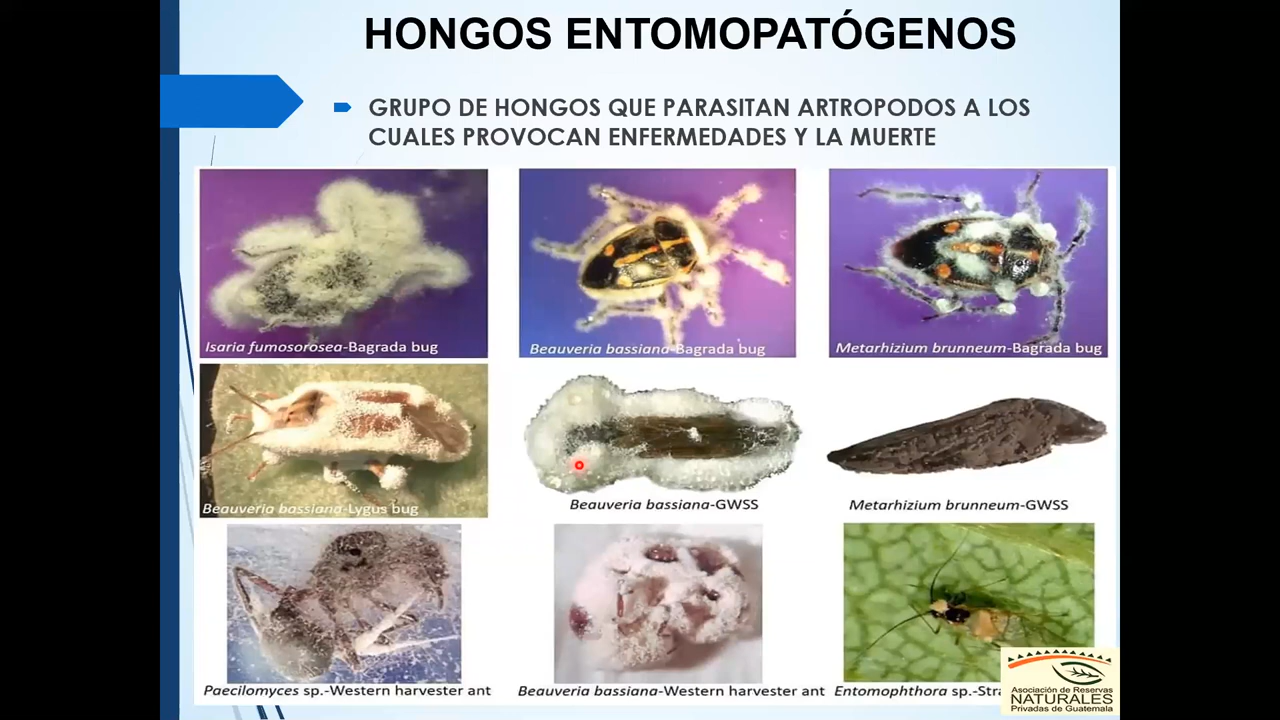 HONGOS ENTOMOPATÓGENOS
GRUPO DE HONGOS QUE PARASITAN ARTROPODOS A LOS
CUALES PROVOCAN ENFERMEDADES Y LA MUERTE
Isaria fumosorosea-Bagrada bug
Beauveria bassiana-Bagrada bug
Metarhizium brunneum-Bagrada bug
Beauveria bassiana-Lygus bug
Beauveria bassiana-GWSS
Metarhizium brunneum-GWSS
Paecilomyces sp.-Western harvester ant
Beauveria bassiana-Western harvester ant
Entomophthora sp.-Stra
Asociación de Reservas
NATURALES
Privadas de Guatemala